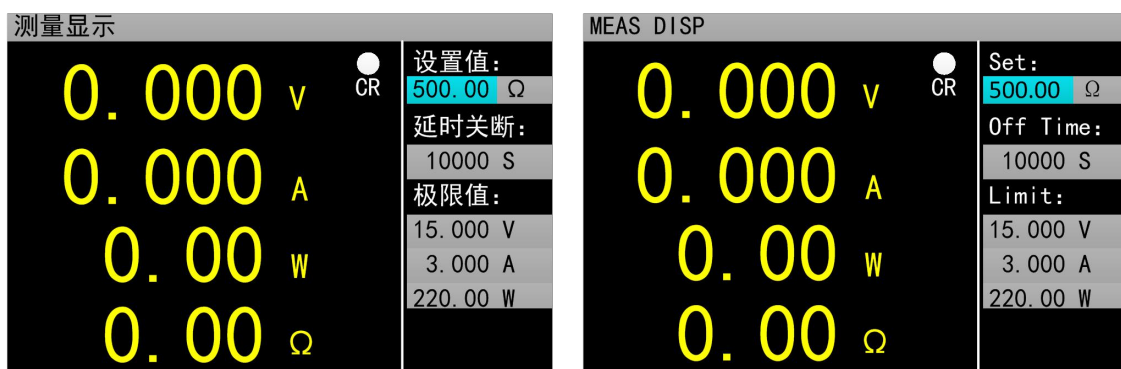 测量显示
0.000 V
CR
0.000 A
0.00 W
0.00 Ω
设置值:
500.00 Ω
延时关断:
10000 S
极限值:
15.000 V
3.000 A
220.00 W
MEAS DISP
0.000 V
CR
0.000 A
0.00 W
0.00 Ω
Set:
500.00 Ω
Off Time:
10000 S
Limit:
15.000 V
3.000 A
220.00 W